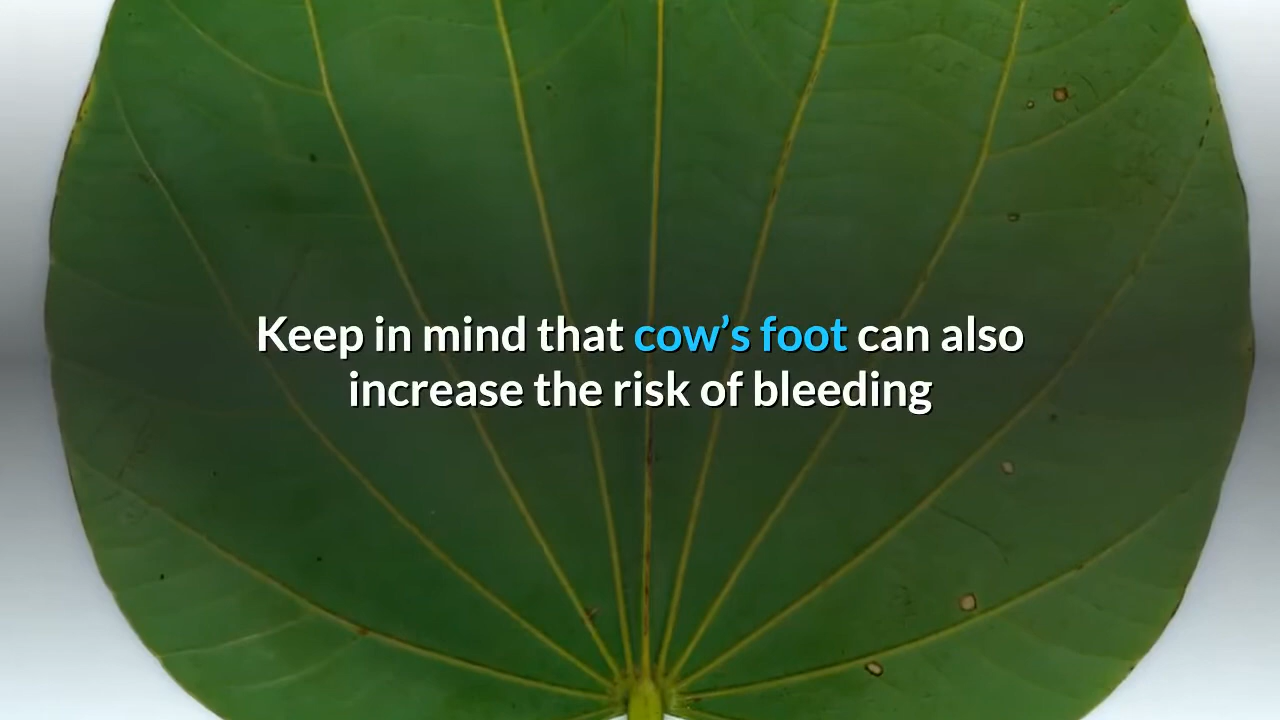 Keep in mind that cow’s foot can also
increase the risk of bleeding